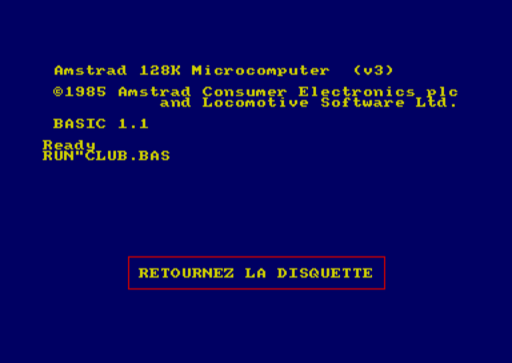 Amstrad 128K Microcomputer (v3)
©1985 Amstrad Consumer Electronics plc
and Locomotive Software Ltd.
BASIC 1.1
Ready
RUN"CLUB.BAS
RETOURNEZ LA DISQUETTE